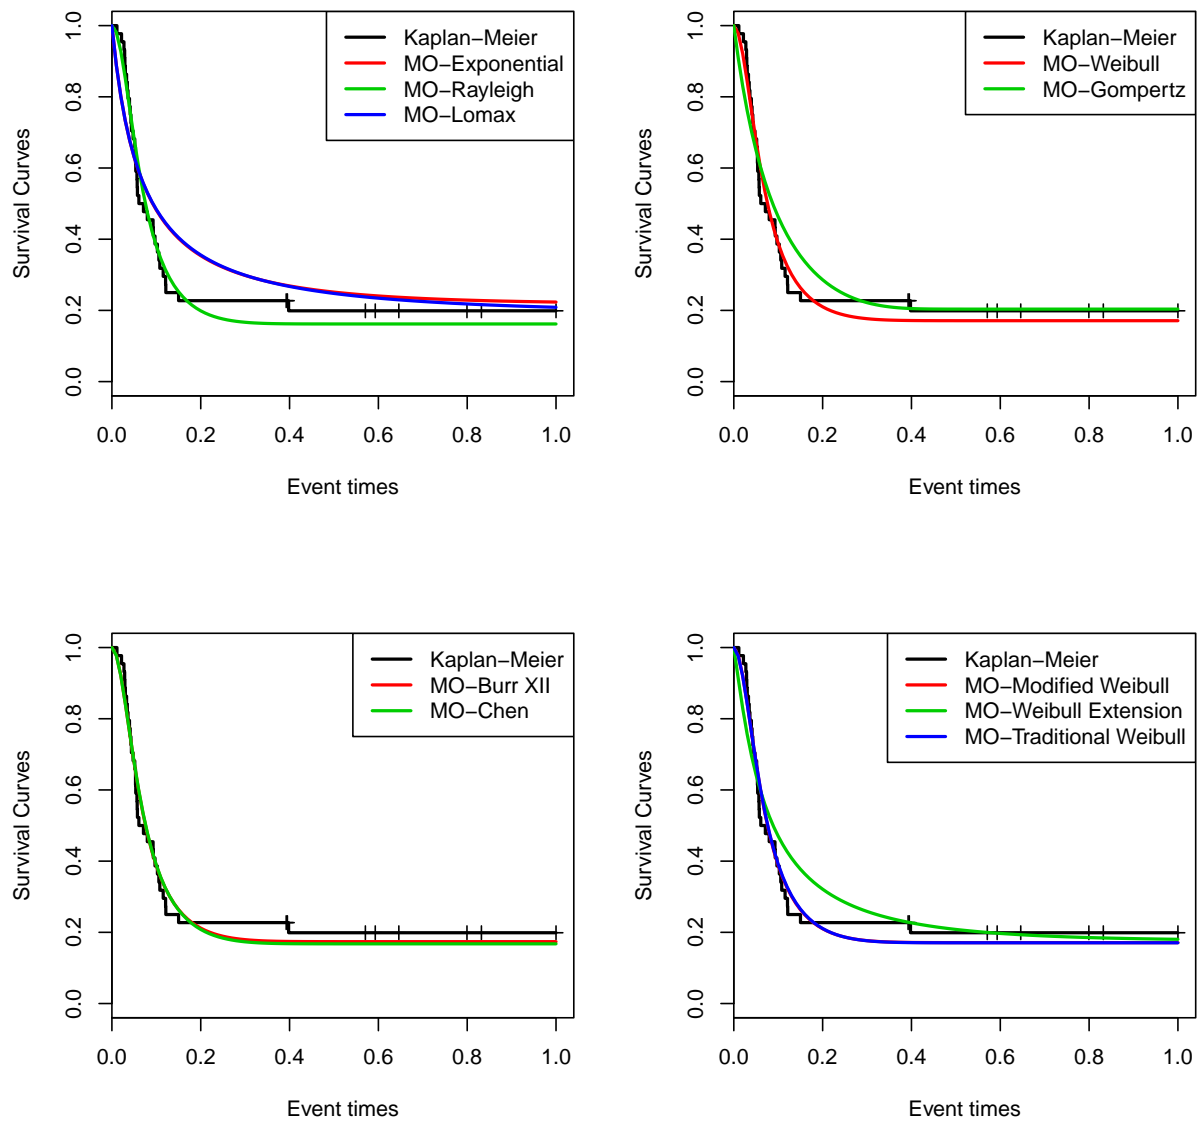 Survival Curves
1.0
0.8
0.6
0.4
0.2
0.0
Kaplan−Meier
MO−Exponential
MO−Rayleigh
MO−Lomax
0.0 0.2 0.4 0.6 0.8 1.0
Event times
Survival Curves
1.0
0.8
0.6
0.4
0.2
0.0
Kaplan−Meier
MO−Weibull
MO−Gompertz
0.0 0.2 0.4 0.6 0.8 1.0
Event times
Survival Curves
1.0
0.8
0.6
0.4
0.2
0.0
Kaplan−Meier
MO−Burr XII
MO−Chen
0.0 0.2 0.4 0.6 0.8 1.0
Event times
Survival Curves
1.0
0.8
0.6
0.4
0.2
0.0
Kaplan−Meier
MO−Modified Weibull
MO−Weibull Extension
MO−Traditional Weibull
0.0 0.2 0.4 0.6 0.8 1.0
Event times